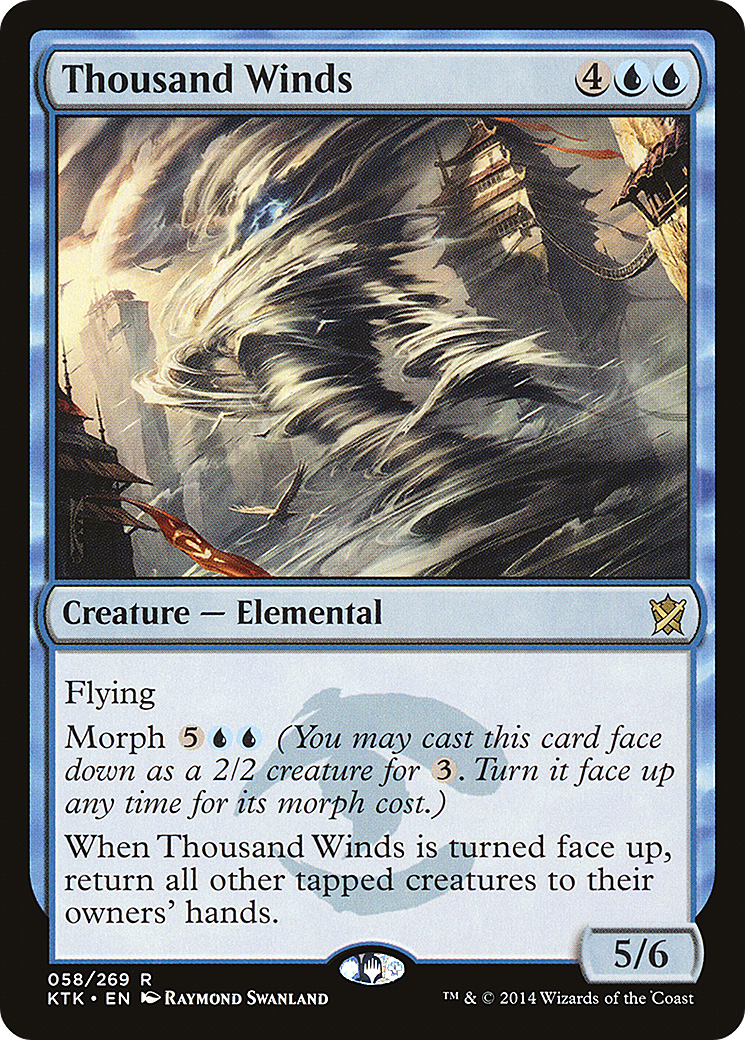 Thousand Winds 4
Creature — Elemental
Flying
Morph 5 (You may cast this card face
down as a 2/2 creature for 3. Turn it face up
any time for its morph cost.)
When Thousand Winds is turned face up,
return all other tapped creatures to their
owners' hands.
5/6
058/269 R
KTK • EN Raymond Swanland
™ & © 2014 Wizards of the Coast